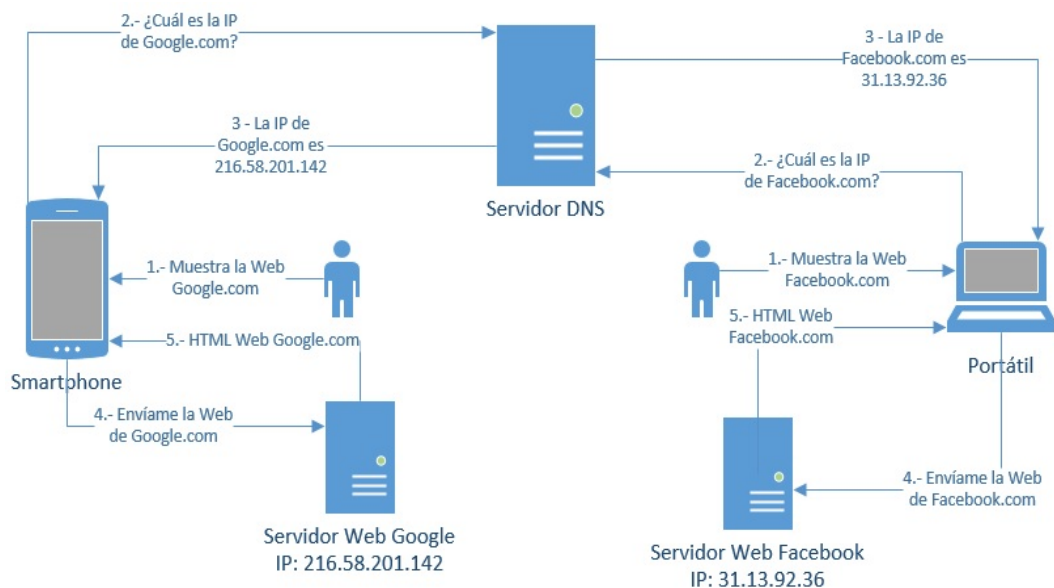 2.- ¿Cuál es la IP
de Google.com?
3 - La IP de
Facebook.com es
31.13.92.36
3 - La IP de
Google.com es
216.58.201.142
2.- ¿Cuál es la IP
de Facebook.com?
Servidor DNS
1.- Muestra la Web
Google.com
1.- Muestra la Web
Facebook.com
5.- HTML Web Google.com
5.- HTML Web
Facebook.com
Smartphone
Portátil
4.- Envíame la Web
de Google.com
4.- Envíame la Web
de Facebook.com
Servidor Web Google
IP: 216.58.201.142
Servidor Web Facebook
IP: 31.13.92.36